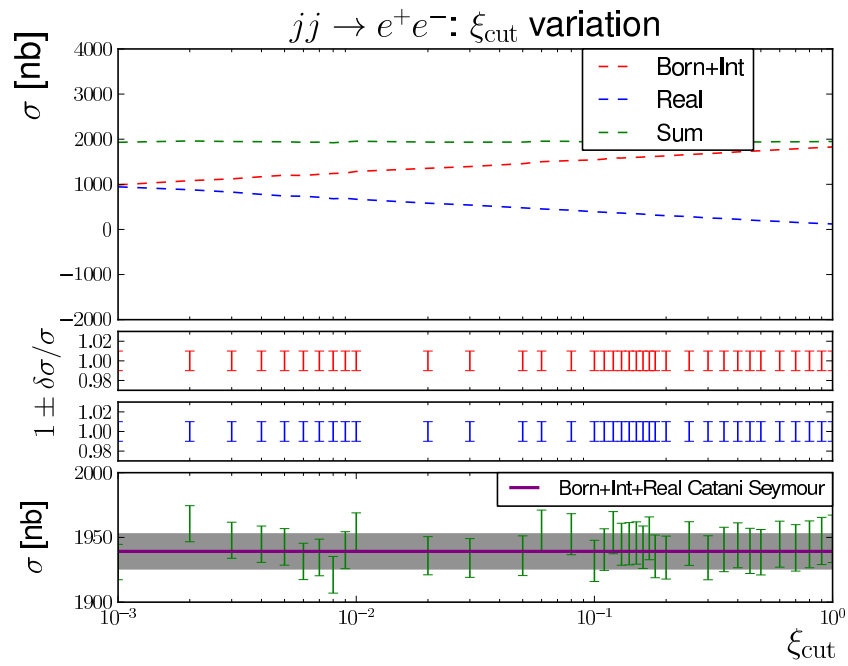 jj → e⁺e⁻: ξcut variation
σ [nb]
4000
3000
2000
1000
0
−1000
−2000
Born+Int
Real
Sum
1 ± δσ/σ
1.02
1.00
0.98
1.02
1.00
0.98
σ [nb]
2000
1950
1900
Born+Int+Real Catani Seymour
10⁻³ 10⁻² 10⁻¹ 10⁰
ξcut